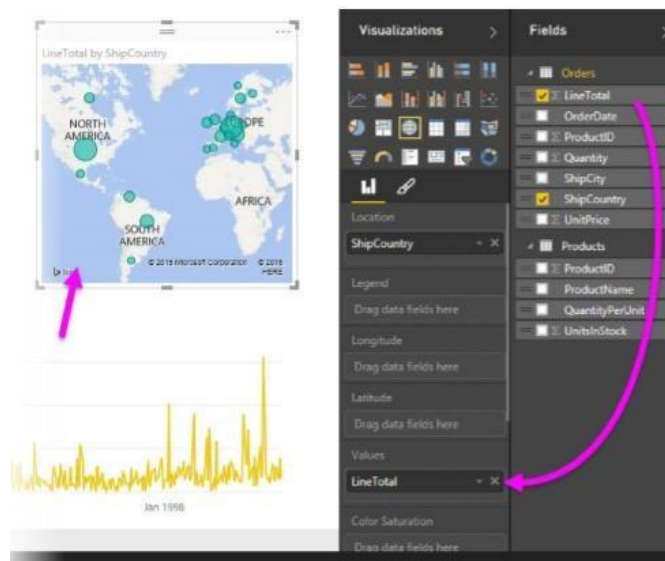 LineTotal by ShipCountry
NORTH
AMERICA
EUROPE
AFRICA
SOUTH
AMERICA
© 2015 Microsoft Corporation © 2015
HERE
Jan 1998
Visualizations
Location
ShipCountry
Legend
Drag data fields here
Longitude
Drag data fields here
Latitude
Drag data fields here
Values
LineTotal
Color Saturation
Drag data fields here
Fields
Orders
Σ LineTotal
OrderDate
Σ ProductID
Σ Quantity
ShipCity
ShipCountry
Σ UnitPrice
Products
Σ ProductID
ProductName
QuantityPerUnit
Σ UnitsInStock